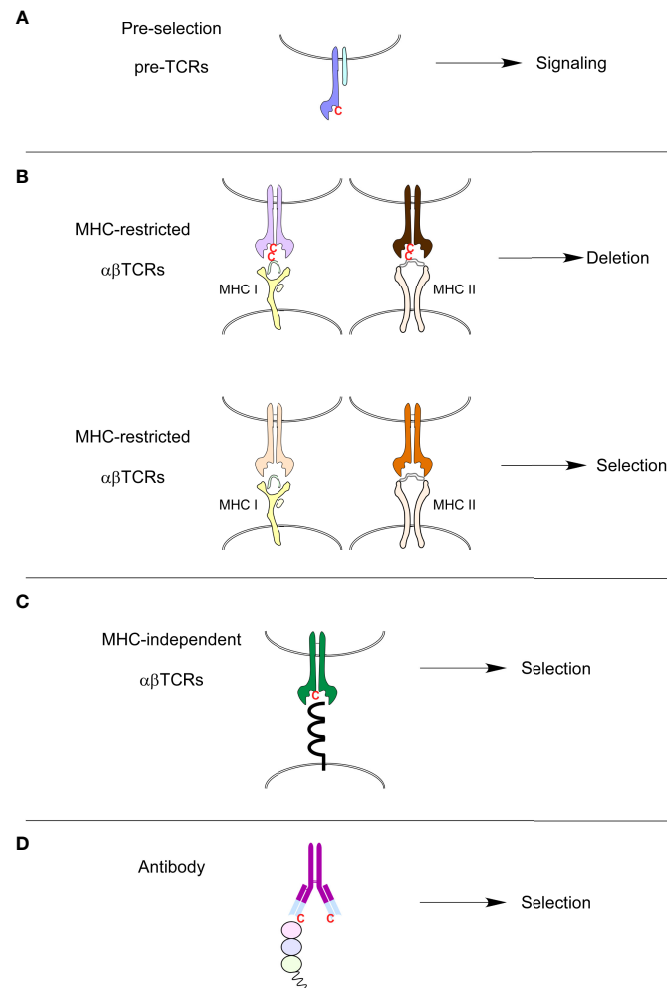 A
Pre-selection
pre-TCRs
Signaling
C
B
MHC-restricted
αβTCRs
C
C
C
C
MHC I
MHC II
Deletion
MHC-restricted
αβTCRs
MHC I
MHC II
Selection
C
MHC-independent
αβTCRs
C
Selection
D
Antibody
C
C
Selection